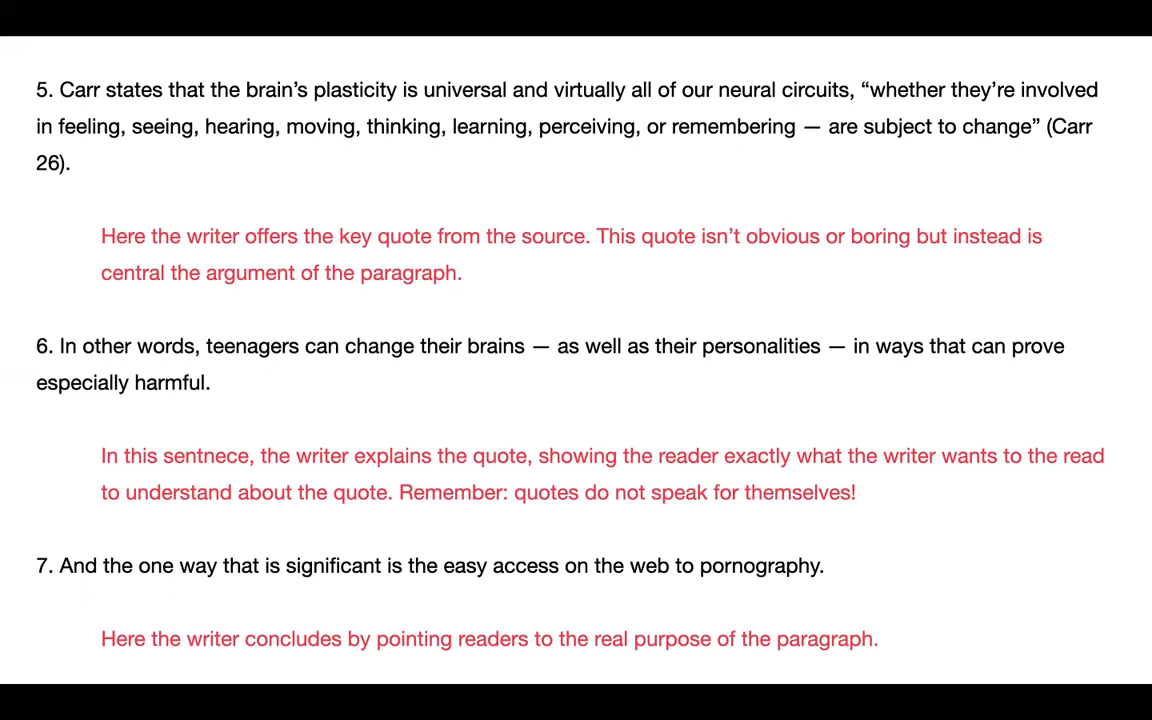 5. Carr states that the brain’s plasticity is universal and virtually all of our neural circuits, “whether they’re involved
in feeling, seeing, hearing, moving, thinking, learning, perceiving, or remembering — are subject to change” (Carr
26).
Here the writer offers the key quote from the source. This quote isn’t obvious or boring but instead is
central the argument of the paragraph.
6. In other words, teenagers can change their brains — as well as their personalities — in ways that can prove
especially harmful.
In this sentnece, the writer explains the quote, showing the reader exactly what the writer wants to the read
to understand about the quote. Remember: quotes do not speak for themselves!
7. And the one way that is significant is the easy access on the web to pornography.
Here the writer concludes by pointing readers to the real purpose of the paragraph.